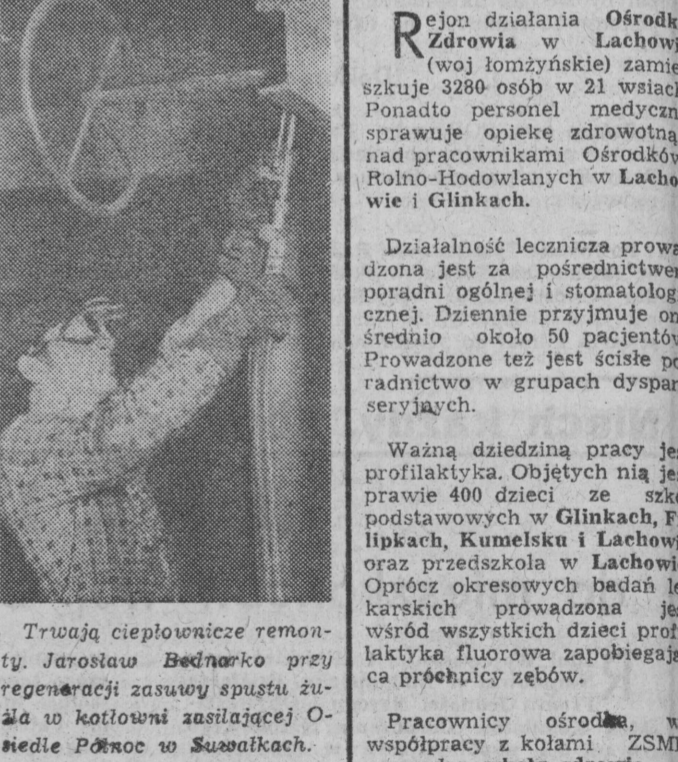 Trwają ciepłownicze remon-
ty. Jarosław Bednarko przy
regeneracji zasuwy spustu żu-
żla w kotłowni zasilającej O-
siedle Północ w Suwałkach.
Rejon działania Ośrodk
Zdrowia w Lachowi
(woj łomżyńskie) zamie
szkuje 3280 osób w 21 wsiach
Ponadto personel medyczn
sprawuje opiekę zdrowotną
nad pracownikami Ośrodków
Rolno-Hodowlanych w Lacho
wie i Glinkach.
Działalność lecznicza prowa
dzona jest za pośrednictwem
poradni ogólnej i stomatolog
cznej. Dziennie przyjmuje on
średnio około 50 pacjentów
Prowadzone też jest ścisłe po
radnictwo w grupach dyspan
seryjnych.
Ważną dziedziną pracy jes
profilaktyka. Objętych nią jes
prawie 400 dzieci ze szko
podstawowych w Glinkach, F
lipkach, Kumelsku i Lachowi
oraz przedszkola w Lachowi
Oprócz okresowych badań le
karskich prowadzona jes
wśród wszystkich dzieci prof
laktyka fluorowa zapobiegają
ca próchnicy zębów.
Pracownicy ośrodka, w
współpracy z kołami ZSM